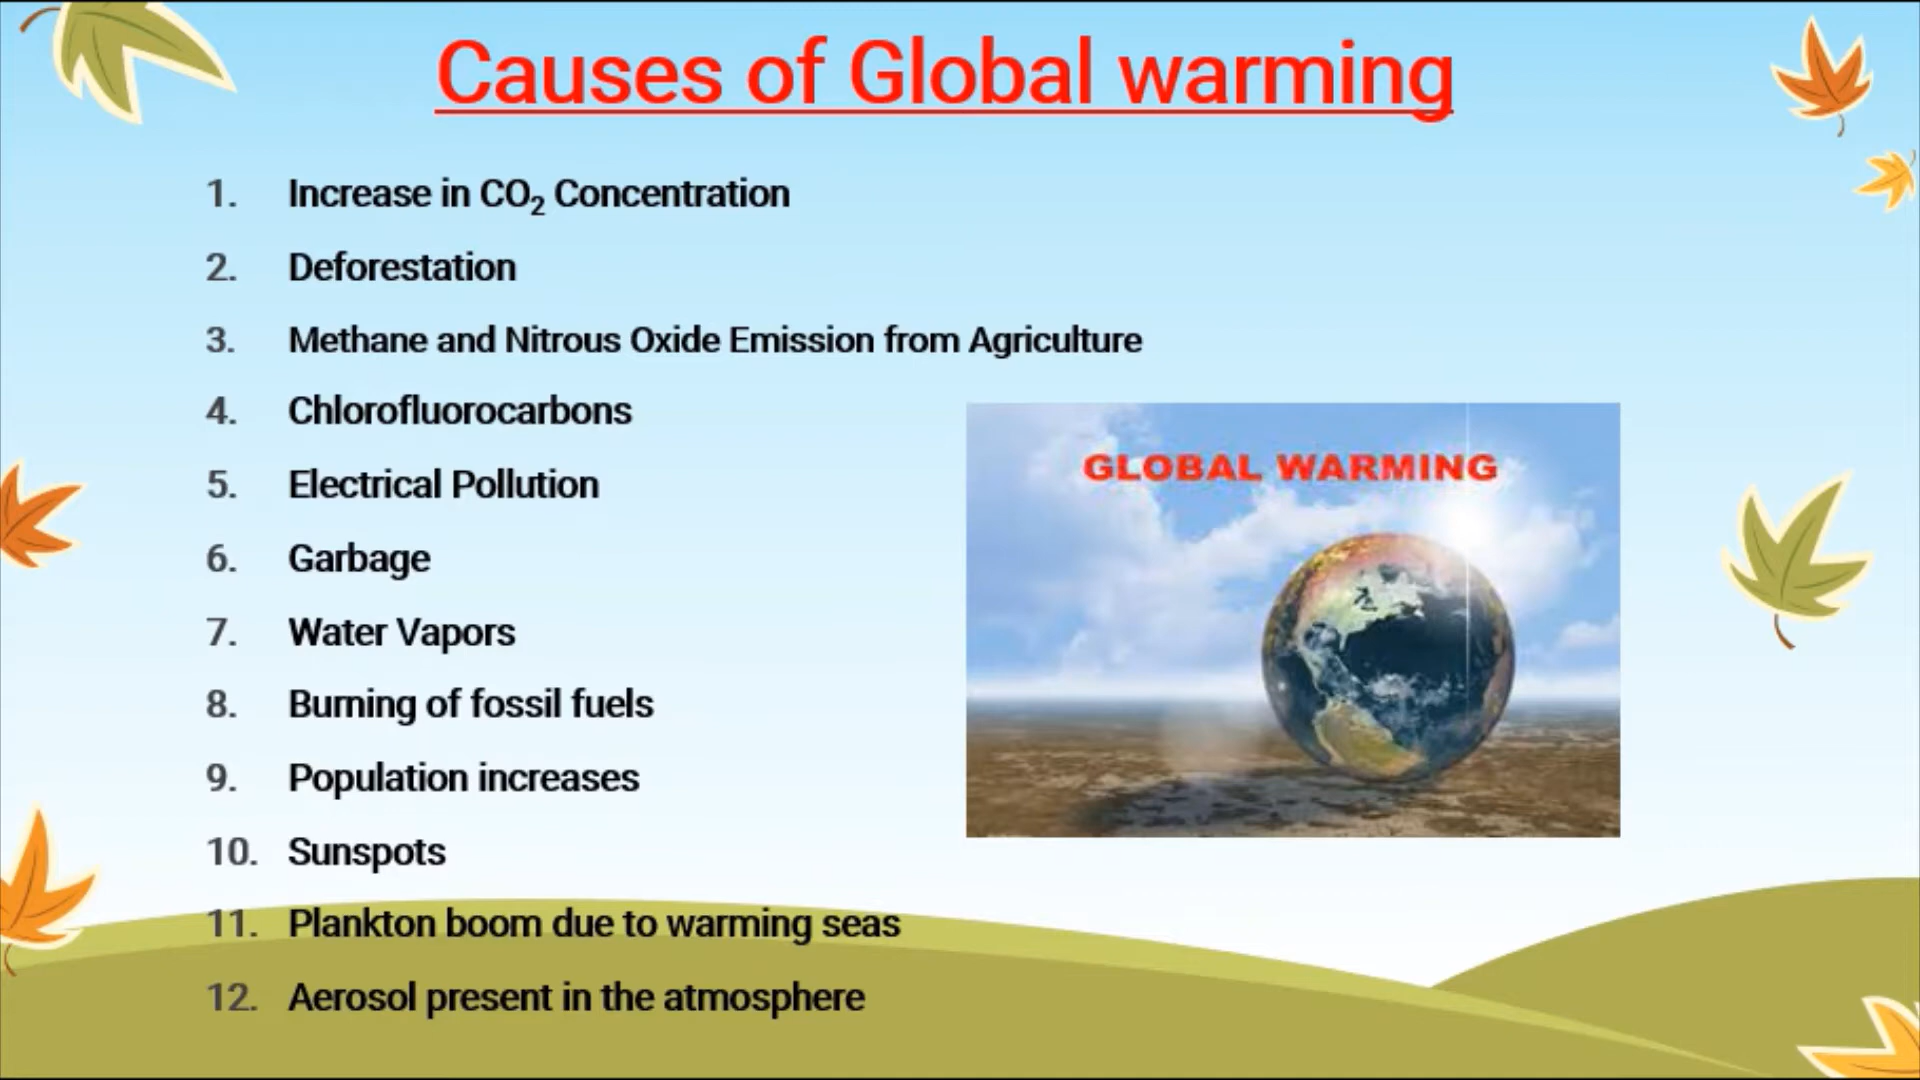 Causes of Global warming
1. Increase in CO₂ Concentration
2. Deforestation
3. Methane and Nitrous Oxide Emission from Agriculture
4. Chlorofluorocarbons
5. Electrical Pollution
6. Garbage
7. Water Vapors
8. Burning of fossil fuels
9. Population increases
10. Sunspots
11. Plankton boom due to warming seas
12. Aerosol present in the atmosphere
GLOBAL WARMING